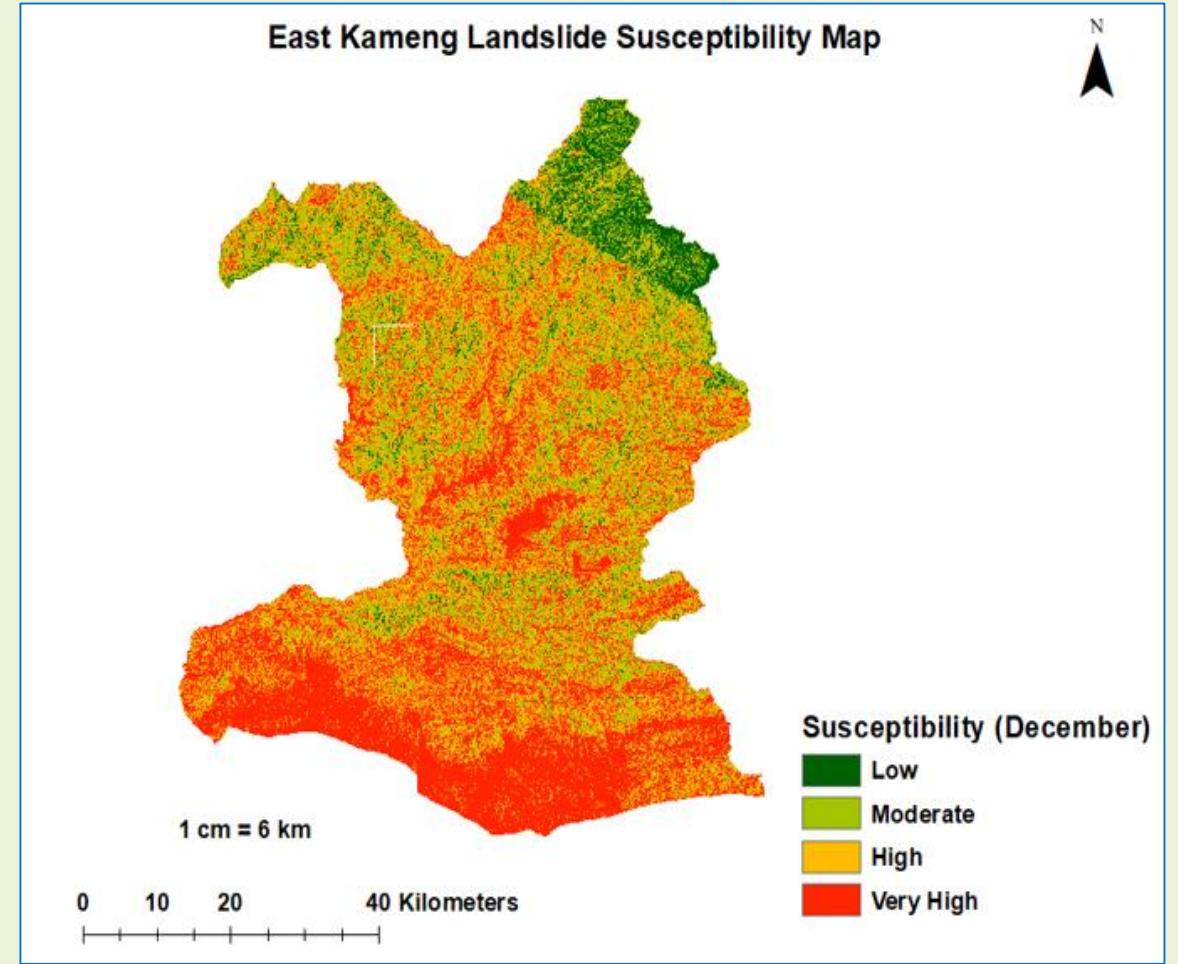 East Kameng Landslide Susceptibility Map
N
Susceptibility (December)
Low
Moderate
High
Very High
1 cm = 6 km
0 10 20 40 Kilometers